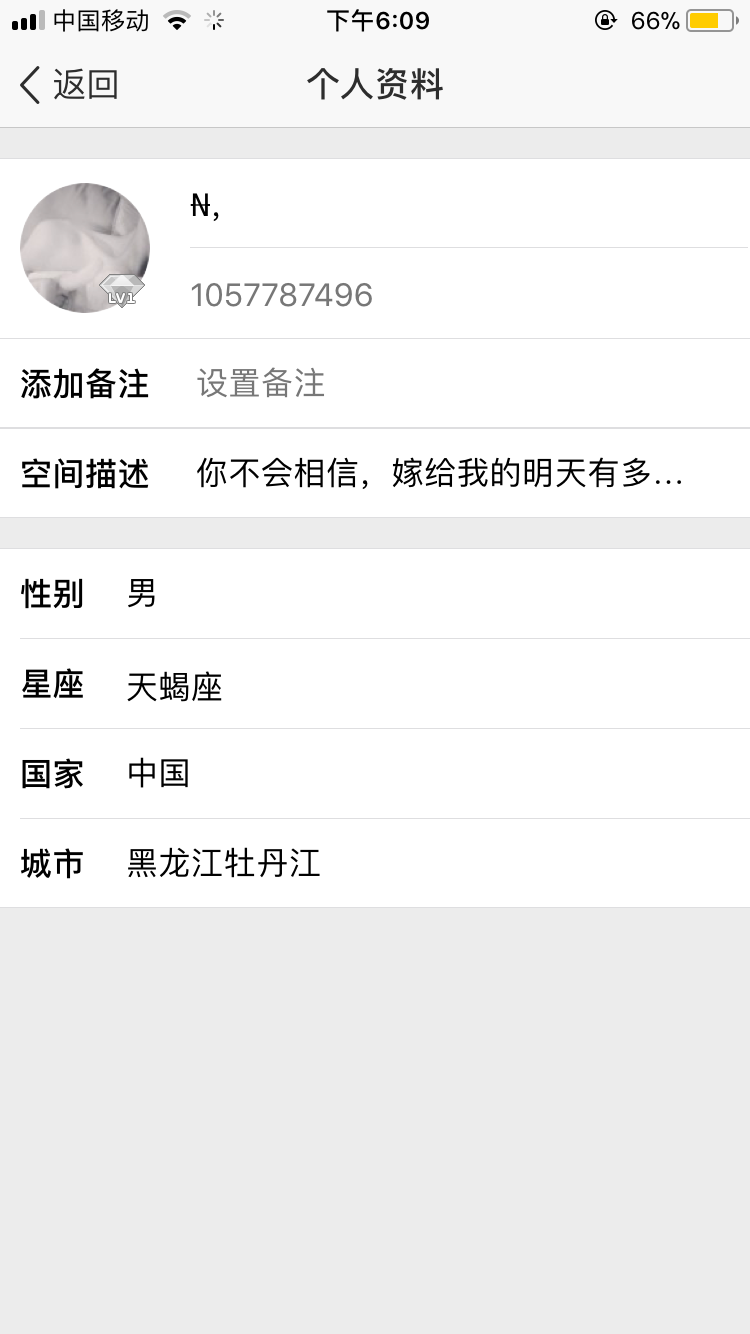 中国移动 下午6:09 66%
返回 个人资料
₦,
LV1
1057787496
添加备注 设置备注
空间描述 你不会相信，嫁给我的明天有多...
性别 男
星座 天蝎座
国家 中国
城市 黑龙江牡丹江